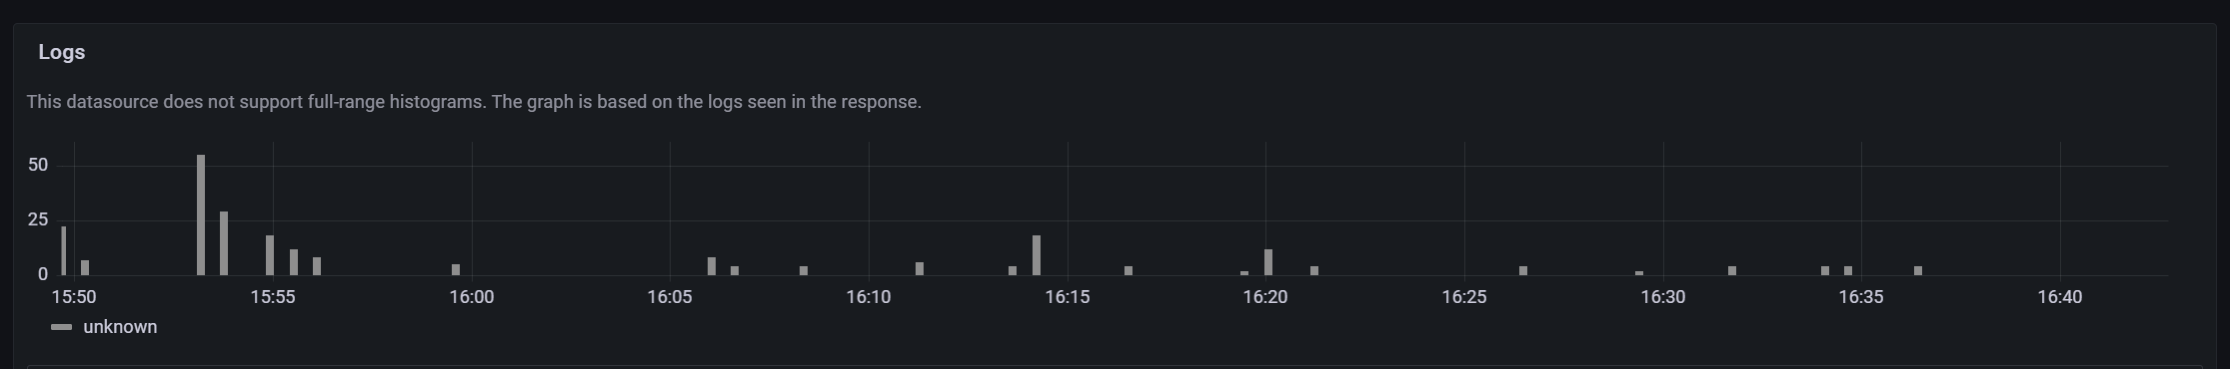 Logs
This datasource does not support full-range histograms. The graph is based on the logs seen in the response.
50
25
0
15:50 15:55 16:00 16:05 16:10 16:15 16:20 16:25 16:30 16:35 16:40
unknown